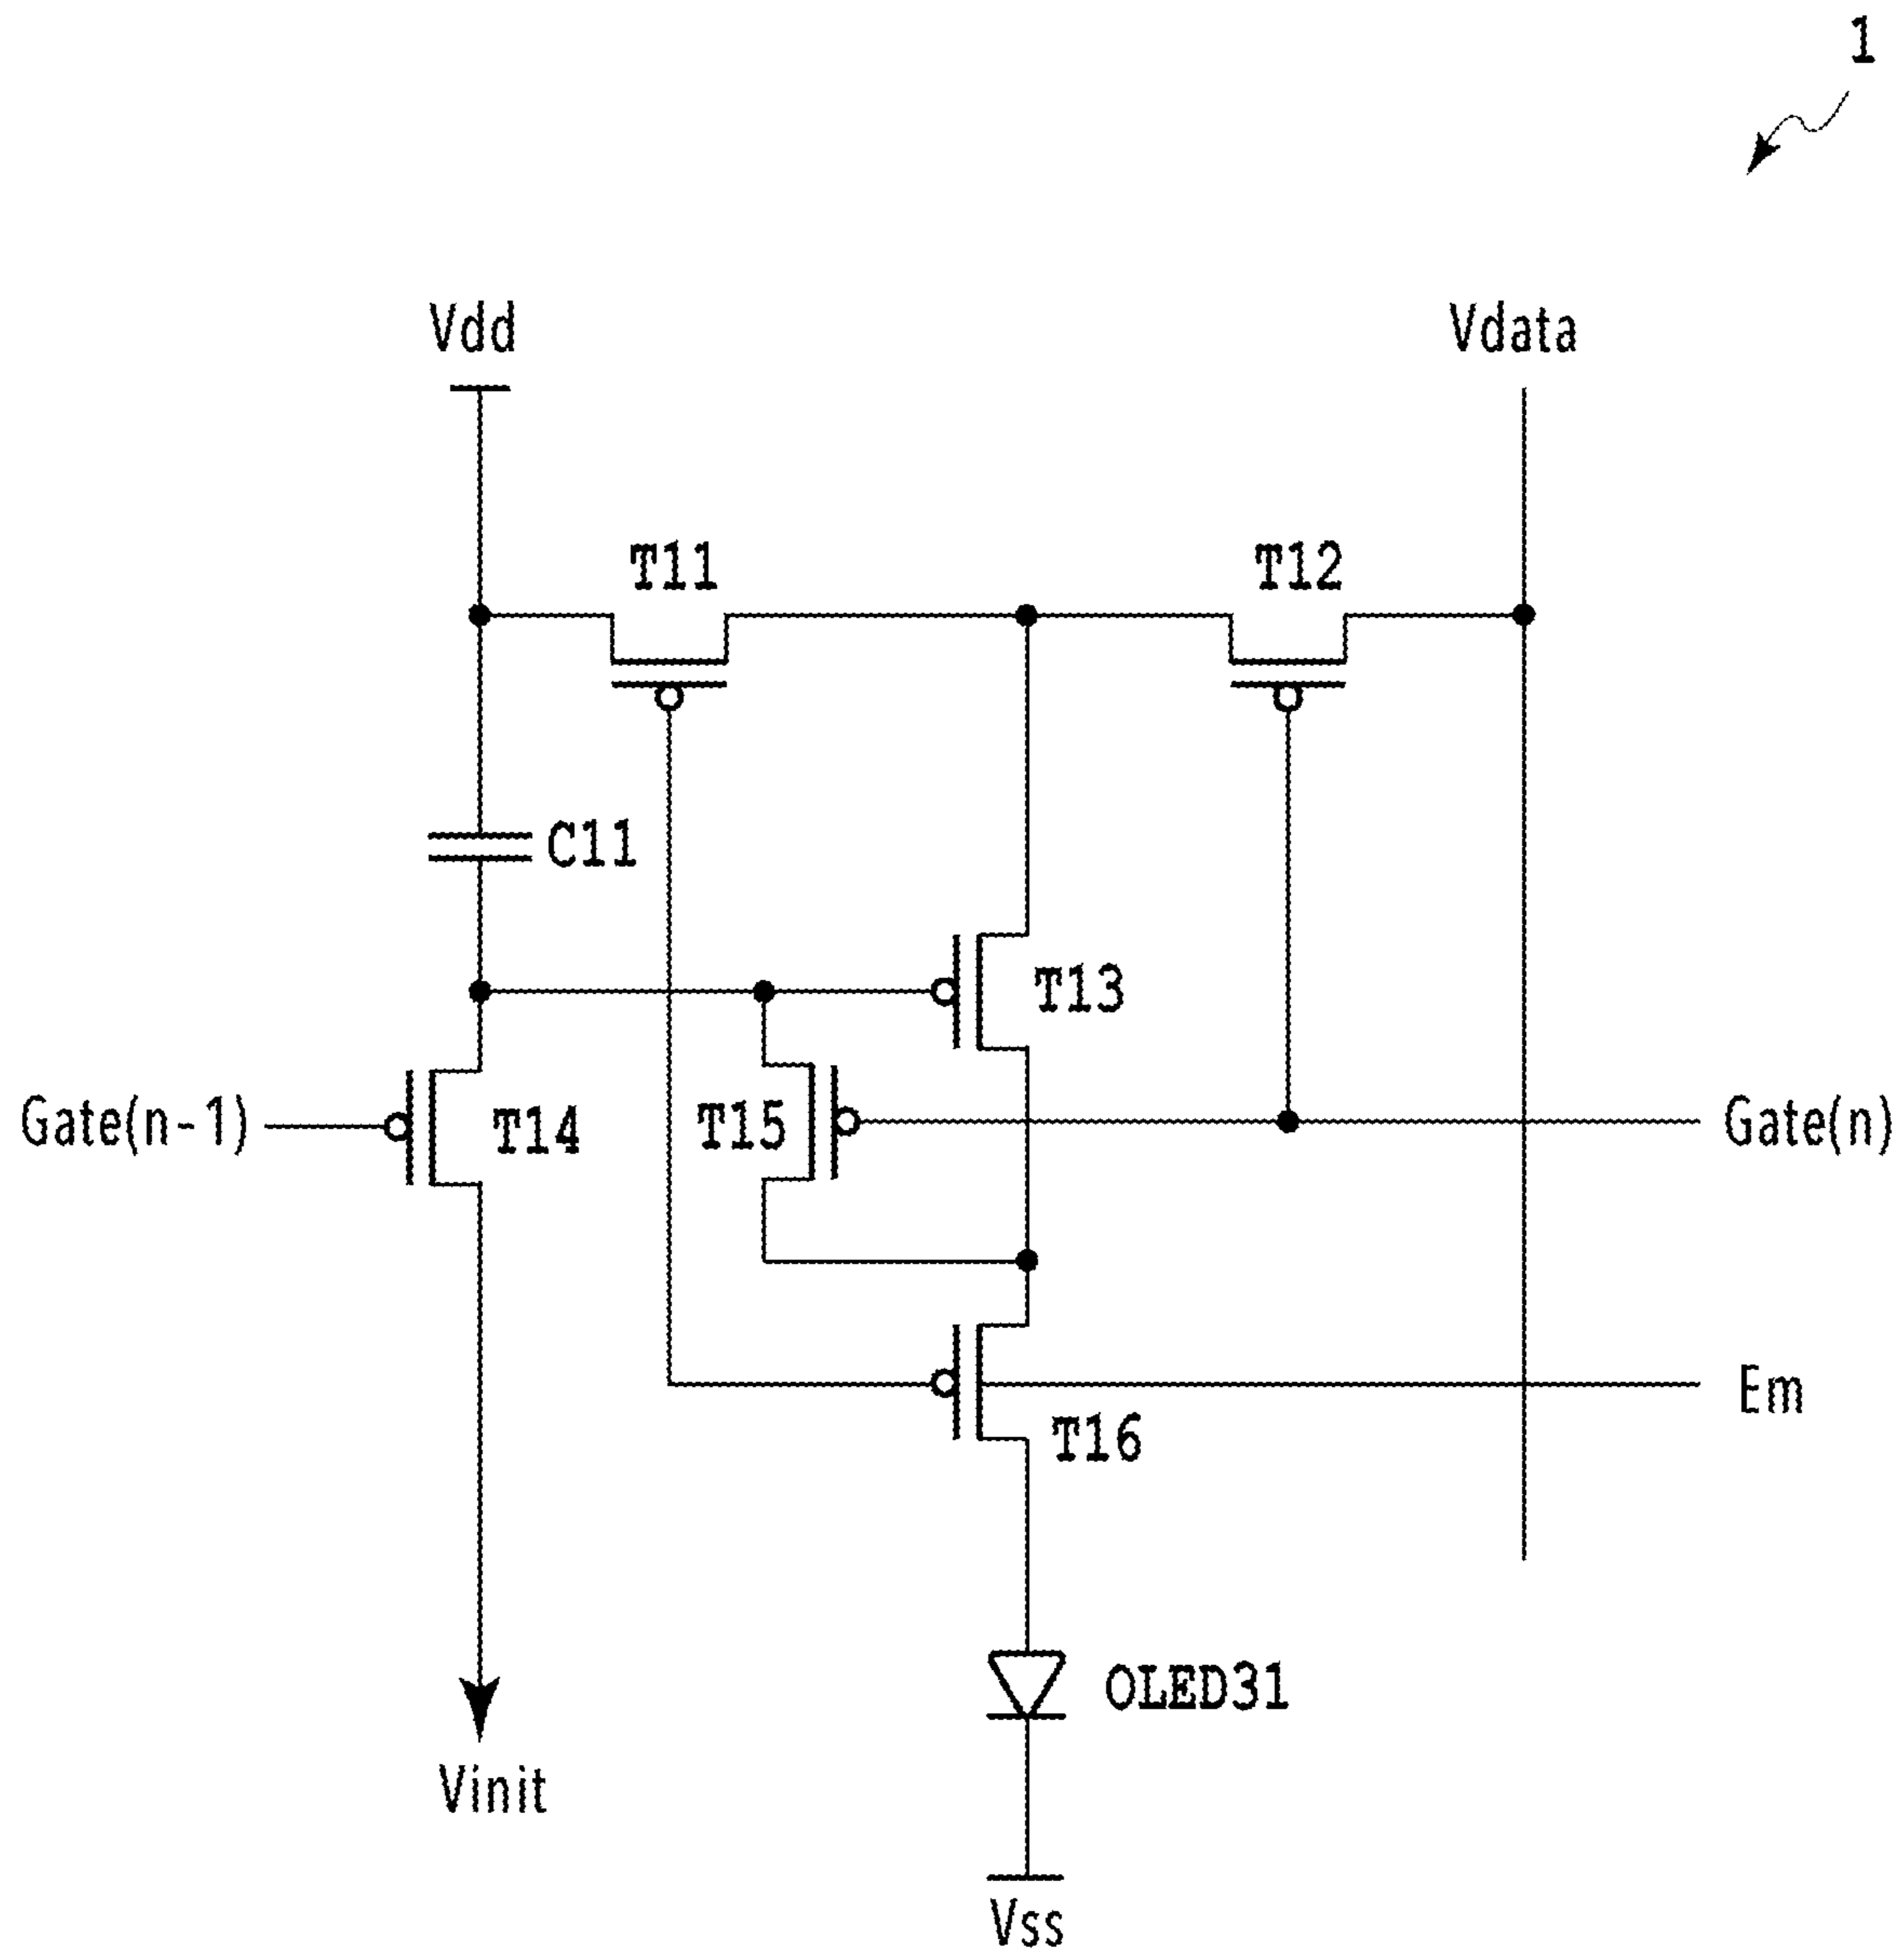 1
Vdd
Vdata
T11
T12
C11
T13
Gate(n-1)
T14
T15
Gate(n)
Em
T16
OLED31
Vinit
Vss